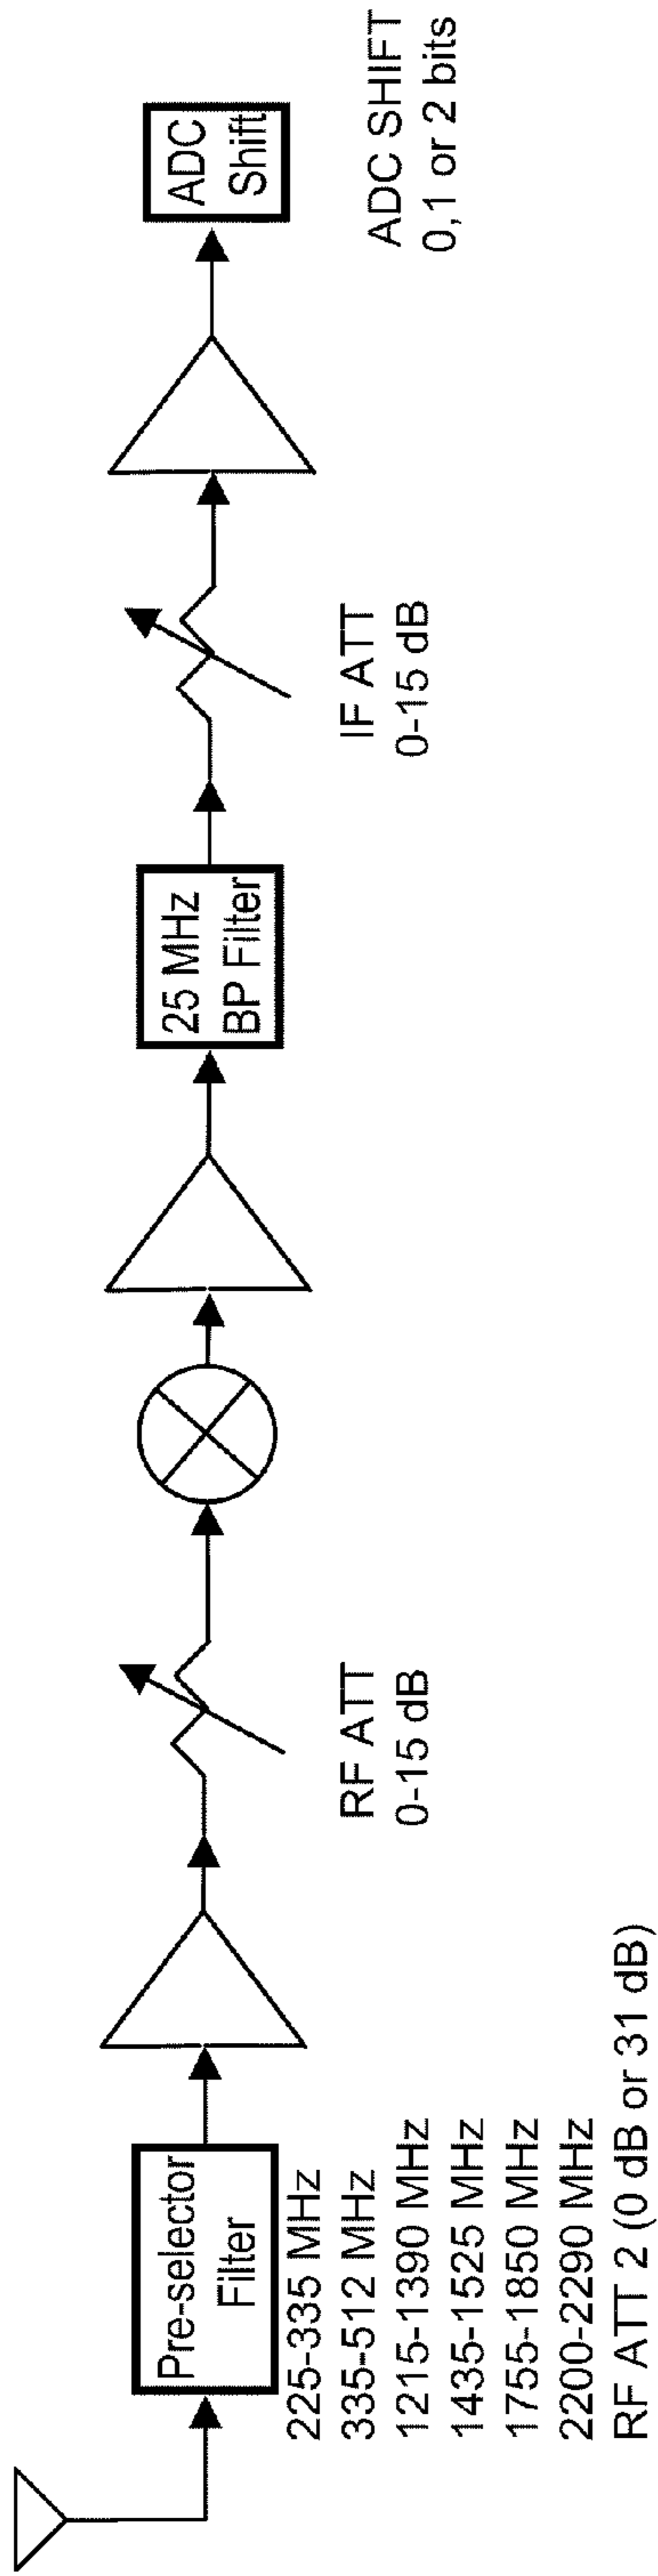 Pre-selector
Filter
225-335 MHz
335-512 MHz
1215-1390 MHz
1435-1525 MHz
1755-1850 MHz
2200-2290 MHz
RF ATT 2 (0 dB or 31 dB)
RF ATT
0-15 dB
25 MHz
BP Filter
IF ATT
0-15 dB
ADC
Shift
ADC SHIFT
0,1 or 2 bits